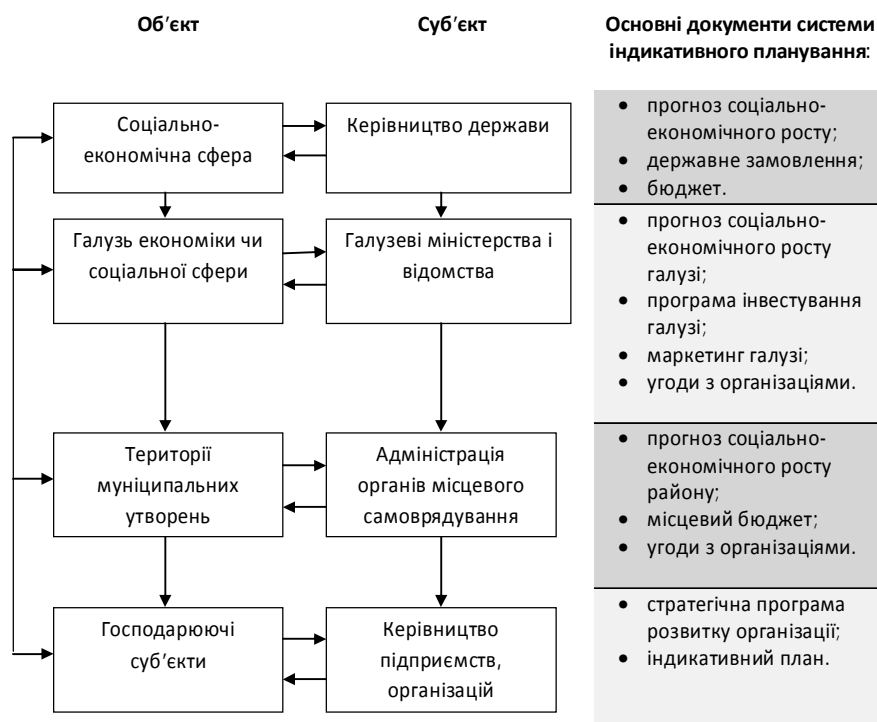 Об’єкт
Суб’єкт
Основні документи системи
індикативного планування:
Соціально-
економічна сфера
Керівництво держави
• прогноз соціально-
економічного росту;
• державне замовлення;
• бюджет.
Галузь економіки чи
соціальної сфери
Галузеві міністерства і
відомства
• прогноз соціально-
економічного росту
галузі;
• програма інвестування
галузі;
• маркетинг галузі;
• угоди з організаціями.
Території
муніципальних
утворень
Адміністрація
органів місцевого
самоврядування
• прогноз соціально-
економічного росту
району;
• місцевий бюджет;
• угоди з організаціями.
Господарюючі
суб’єкти
Керівництво
підприємств,
організацій
• стратегічна програма
розвитку організації;
• індикативний план.